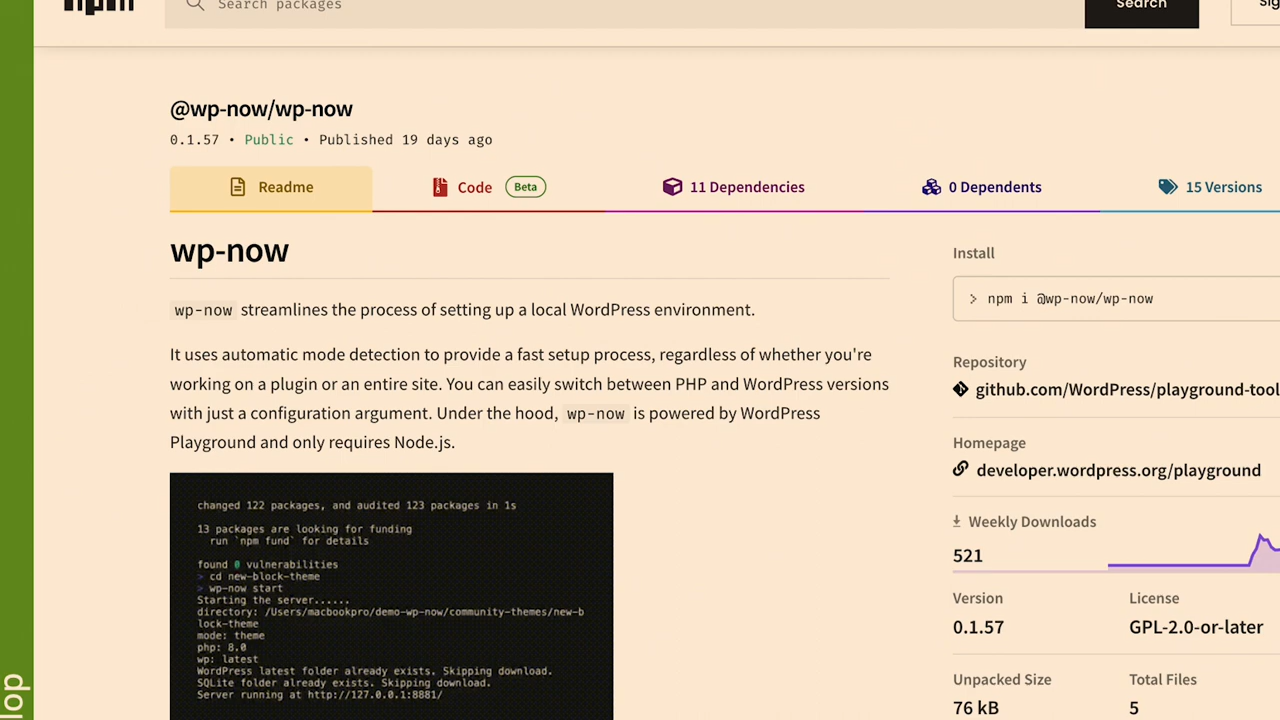 npm
Search packages
Search
Sig
@wp-now/wp-now
0.1.57 • Public • Published 19 days ago
Readme
Code Beta
11 Dependencies
0 Dependents
15 Versions
wp-now
wp-now streamlines the process of setting up a local WordPress environment.
It uses automatic mode detection to provide a fast setup process, regardless of whether you're
working on a plugin or an entire site. You can easily switch between PHP and WordPress versions
with just a configuration argument. Under the hood, wp-now is powered by WordPress
Playground and only requires Node.js.
changed 122 packages, and audited 123 packages in 1s
13 packages are looking for funding
run `npm fund` for details
found 0 vulnerabilities
> cd new-block-theme
> wp-now start
Starting the server......
directory: /Users/macbookpro/demo-wp-now/community-themes/new-b
lock-theme
mode: theme
php: 8.0
wp: latest
WordPress latest folder already exists. Skipping download.
SQLite folder already exists. Skipping download.
Server running at http://127.0.0.1:8881/
Install
> npm i @wp-now/wp-now
Repository
github.com/WordPress/playground-tool
Homepage
developer.wordpress.org/playground
Weekly Downloads
521
Version
0.1.57
License
GPL-2.0-or-later
Unpacked Size
76 kB
Total Files
5
lop